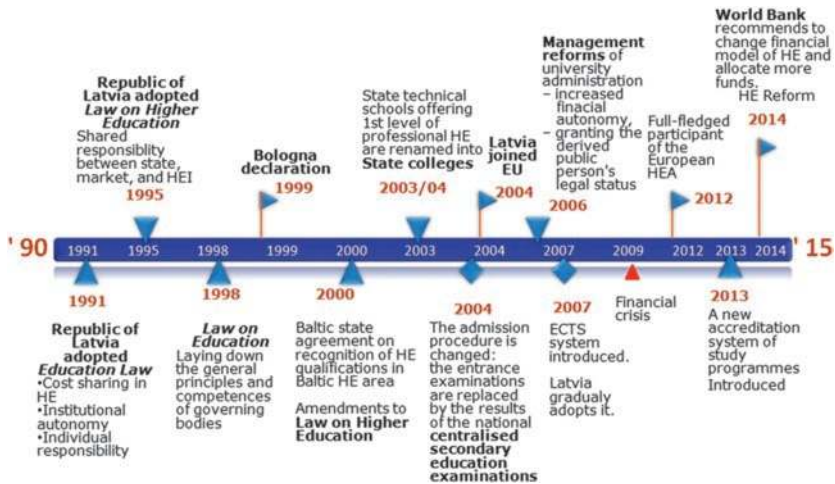 Republic of
Latvia adopted
Law on Higher
Education
Shared
responsiblity
between state,
market, and HEI
1995
Bologna
declaration
1999
State technical
schools offering
1st level of
professional HE
are renamed into
State colleges
2003/04
Latvia
joined
EU
2004
Management
reforms of
university
administration
– increased
finacial
autonomy,
– granting the
derived
public
person's
legal status
2006
Full-fledged
participant
of the
European
HEA
2012
World Bank
recommends to
change financial
model of HE and
allocate more
funds.
HE Reform
2014
'90
1991 1995 1998 1999 2000 2003 2004 2007 2009 2012 2013 2014
'15
1991
Republic of
Latvia
adopted
Education Law
•Cost sharing in
HE
•Institutional
autonomy
•Individual
responsibility
1998
Law on
Education
Laying down
the general
principles and
competences
of governing
bodies
2000
Baltic state
agreement on
recognition of HE
qualifications in
Baltic HE area
Amendments to
Law on Higher
Education
2004
The admission
procedure is
changed:
the entrance
examinations
are replaced
by the results
of the national
centralised
secondary
education
examinations
2007
ECTS
system
introduced.
Latvia
gradualy
adopts it.
Financial
crisis
2013
A new
accreditation
system of
study
programmes
Introduced